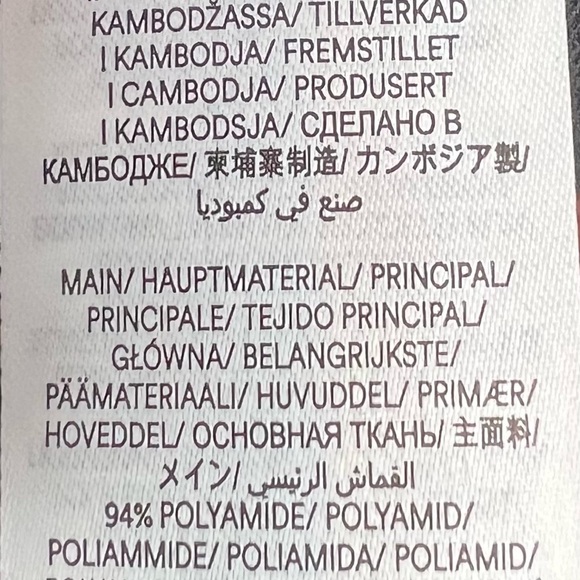 KAMBODŽASSA/ TILLVERKAD
I KAMBODJA/ FREMSTILLET
I CAMBODJA/ PRODUSERT
I KAMBODSJA/ СДЕЛАНО В
КАМБОДЖЕ/ 柬埔寨制造/ カンボジア製/
صنع في كمبوديا
MAIN/ HAUPTMATERIAL/ PRINCIPAL/
PRINCIPALE/ TEJIDO PRINCIPAL/
GŁÓWNA/ BELANGRIJKSTE/
PÄÄMATERIAALI/ HUVUDDEL/ PRIMÆR/
HOVEDDEL/ ОСНОВНАЯ ТКАНЬ/ 主面料/
メイン/ القماش الرئيسي
94% POLYAMIDE/ POLYAMID/
POLIAMMIDE/ POLIAMIDA/ POLIAMID/